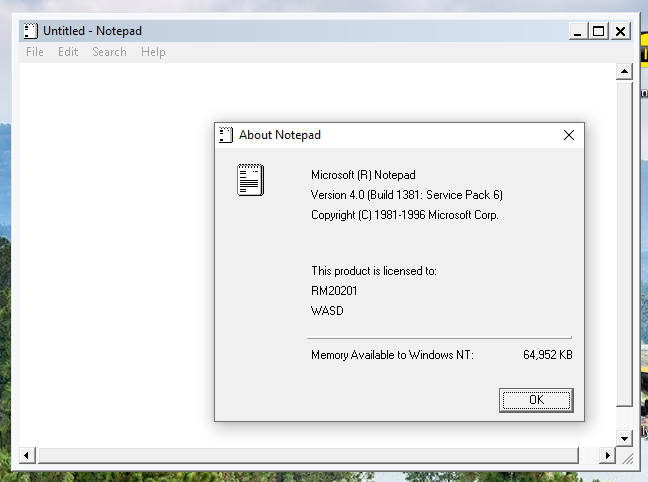 Untitled - Notepad
File Edit Search Help
About Notepad
Microsoft (R) Notepad
Version 4.0 (Build 1381: Service Pack 6)
Copyright (C) 1981-1996 Microsoft Corp.
This product is licensed to:
RM20201
WASD
Memory Available to Windows NT: 64,952 KB
OK